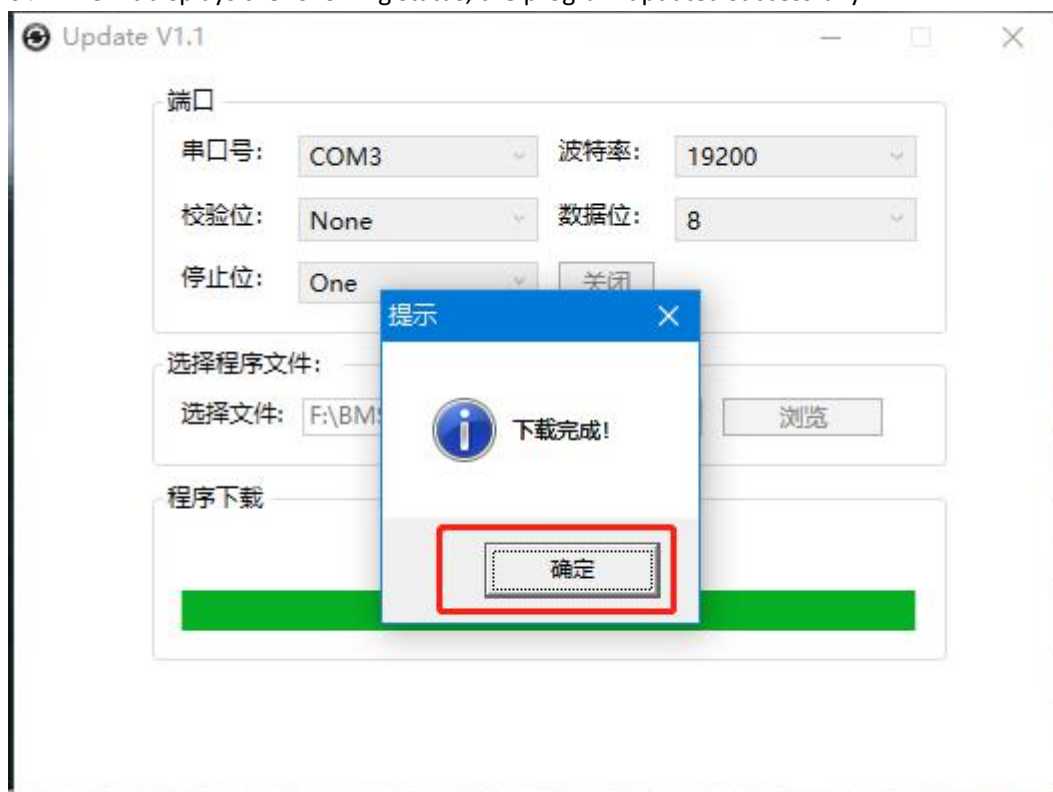 Update V1.1
端口
串口号: COM3 波特率: 19200
校验位: None 数据位: 8
停止位: One 关闭
提示
选择程序文件:
选择文件: F:\BMS 浏览
下载完成!
程序下载
确定